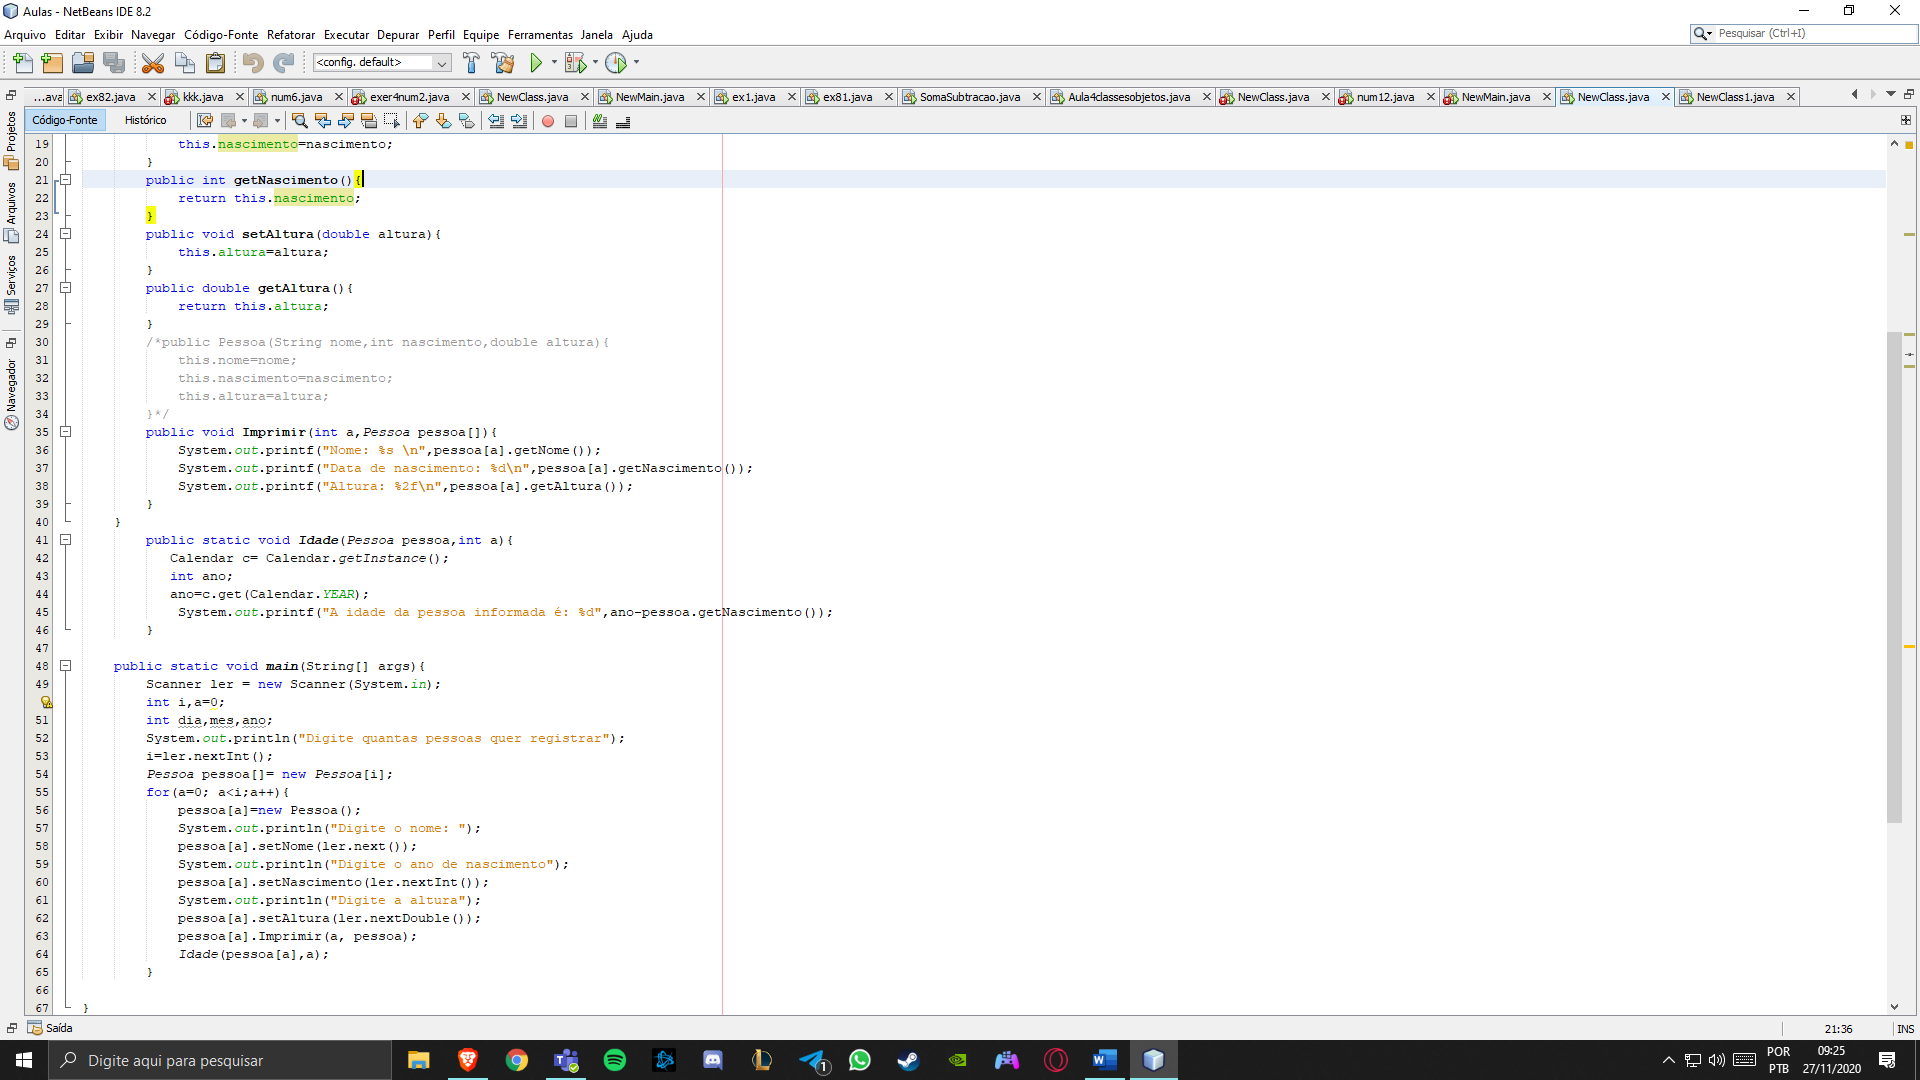 Aulas - NetBeans IDE 8.2
Arquivo Editar Exibir Navegar Código-Fonte Refatorar Executar Depurar Perfil Equipe Ferramentas Janela Ajuda
Pesquisar (Ctrl+I)
<config. default>
...ava ex82.java kkk.java num6.java exer4num2.java NewClass.java NewMain.java ex1.java ex81.java SomaSubtracao.java Aula4classesobjetos.java NewClass.java num12.java NewMain.java NewClass.java NewClass1.java
Código-Fonte Histórico
Projetos
Arquivos
Serviços
Navegador
19 this.nascimento=nascimento;
20 }
21 public int getNascimento(){
22 return this.nascimento;
23 }
24 public void setAltura(double altura){
25 this.altura=altura;
26 }
27 public double getAltura(){
28 return this.altura;
29 }
30 /*public Pessoa(String nome,int nascimento,double altura){
31 this.nome=nome;
32 this.nascimento=nascimento;
33 this.altura=altura;
34 }*/
35 public void Imprimir(int a,Pessoa pessoa[]){
36 System.out.printf("Nome: %s \n",pessoa[a].getNome());
37 System.out.printf("Data de nascimento: %d\n",pessoa[a].getNascimento());
38 System.out.printf("Altura: %2f\n",pessoa[a].getAltura());
39 }
40 }
41 public static void Idade(Pessoa pessoa,int a){
42 Calendar c= Calendar.getInstance();
43 int ano;
44 ano=c.get(Calendar.YEAR);
45 System.out.printf("A idade da pessoa informada é: %d",ano-pessoa.getNascimento());
46 }
47
48 public static void main(String[] args){
49 Scanner ler = new Scanner(System.in);
int i,a=0;
51 int dia,mes,ano;
52 System.out.println("Digite quantas pessoas quer registrar");
53 i=ler.nextInt();
54 Pessoa pessoa[]= new Pessoa[i];
55 for(a=0; a<i;a++){
56 pessoa[a]=new Pessoa();
57 System.out.println("Digite o nome: ");
58 pessoa[a].setNome(ler.next());
59 System.out.println("Digite o ano de nascimento");
60 pessoa[a].setNascimento(ler.nextInt());
61 System.out.println("Digite a altura");
62 pessoa[a].setAltura(ler.nextDouble());
63 pessoa[a].Imprimir(a, pessoa);
64 Idade(pessoa[a],a);
65 }
66
67 }
Saída
21:36 INS
Digite aqui para pesquisar
1
POR
PTB
09:25
27/11/2020